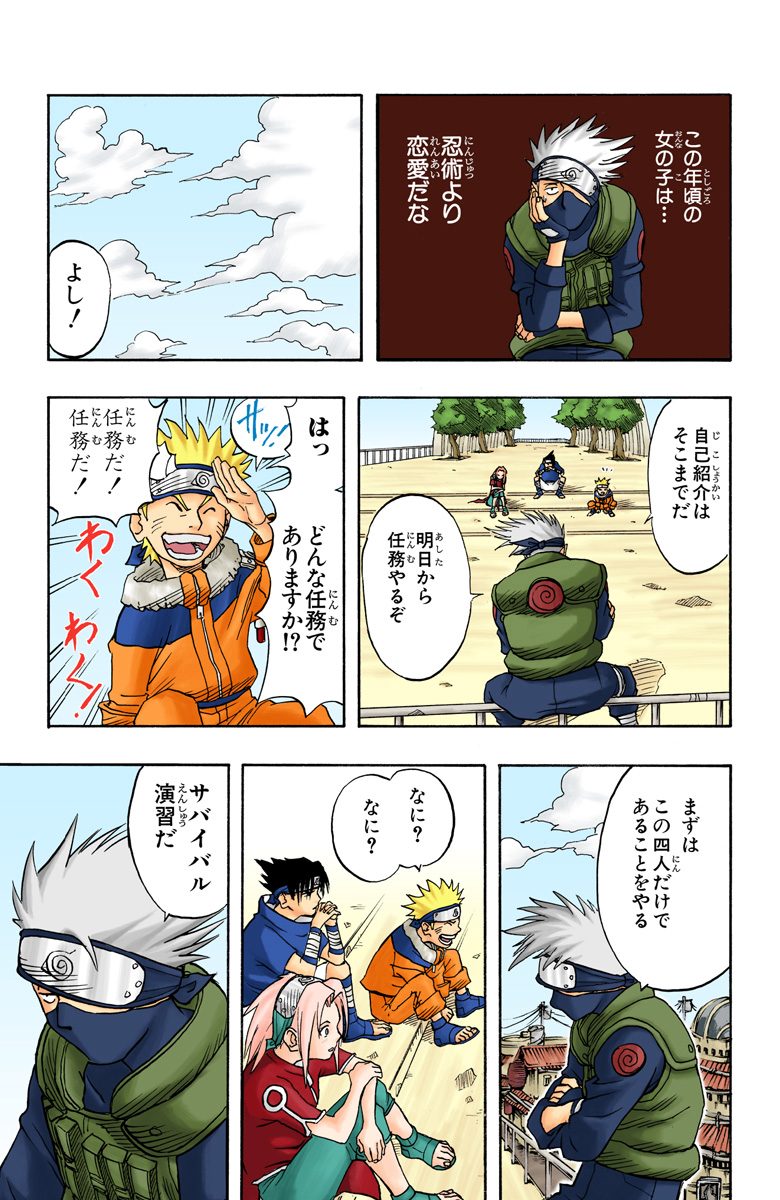 この年頃の
女の子は…
忍術より
恋愛だな
よし！
自己紹介は
そこまでだ
明日から
任務やるぞ
はっ
どんな任務で
ありますか!?
サッ!
任務だ！
任務だ！
わく
わく!
まずは
この四人だけで
あることをやる
なに？
なに？
サバイバル
演習だ